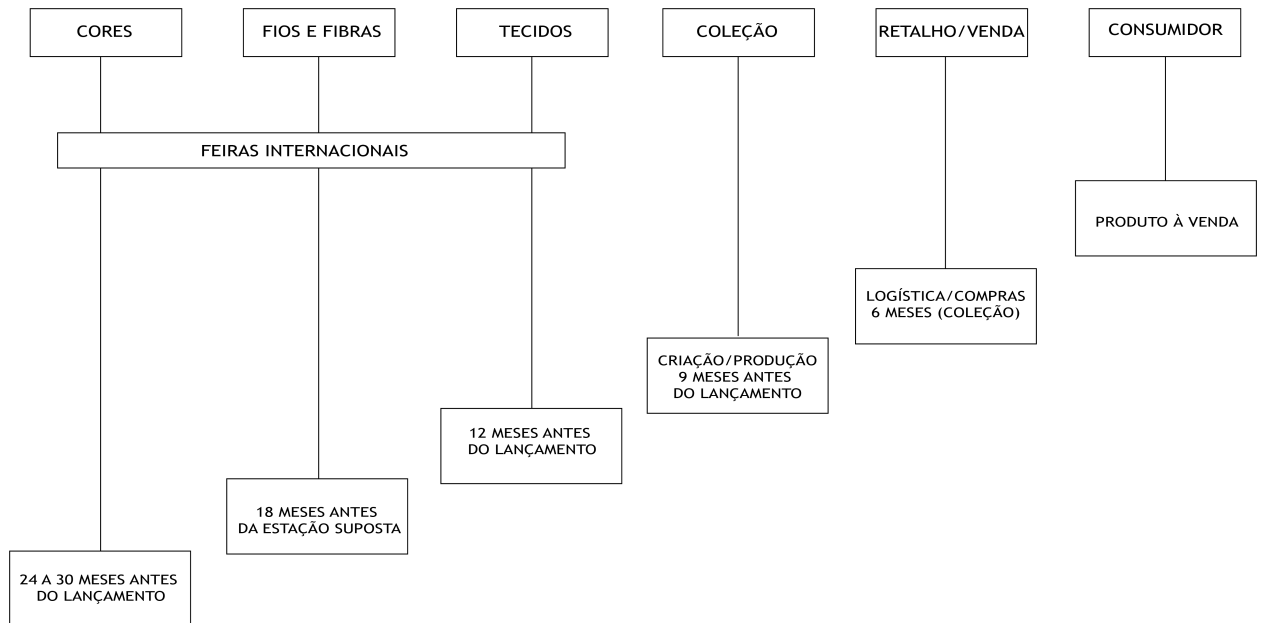 CORES
FIOS E FIBRAS
TECIDOS
COLEÇÃO
RETALHO/VENDA
CONSUMIDOR
FEIRAS INTERNACIONAIS
PRODUTO À VENDA
LOGÍSTICA/COMPRAS
6 MESES (COLEÇÃO)
CRIAÇÃO/PRODUÇÃO
9 MESES ANTES
DO LANÇAMENTO
12 MESES ANTES
DO LANÇAMENTO
18 MESES ANTES
DA ESTAÇÃO SUPOSTA
24 A 30 MESES ANTES
DO LANÇAMENTO